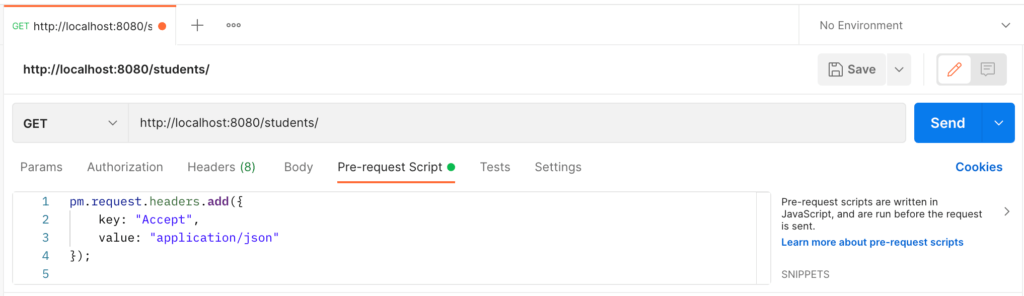 GET http://localhost:8080/s No Environment
http://localhost:8080/students/ Save
GET http://localhost:8080/students/ Send
Params Authorization Headers (8) Body Pre-request Script Tests Settings Cookies
1 pm.request.headers.add({
2 key: "Accept",
3 value: "application/json"
4 });
5
Pre-request scripts are written in
JavaScript, and are run before the request
is sent.
Learn more about pre-request scripts
SNIPPETS